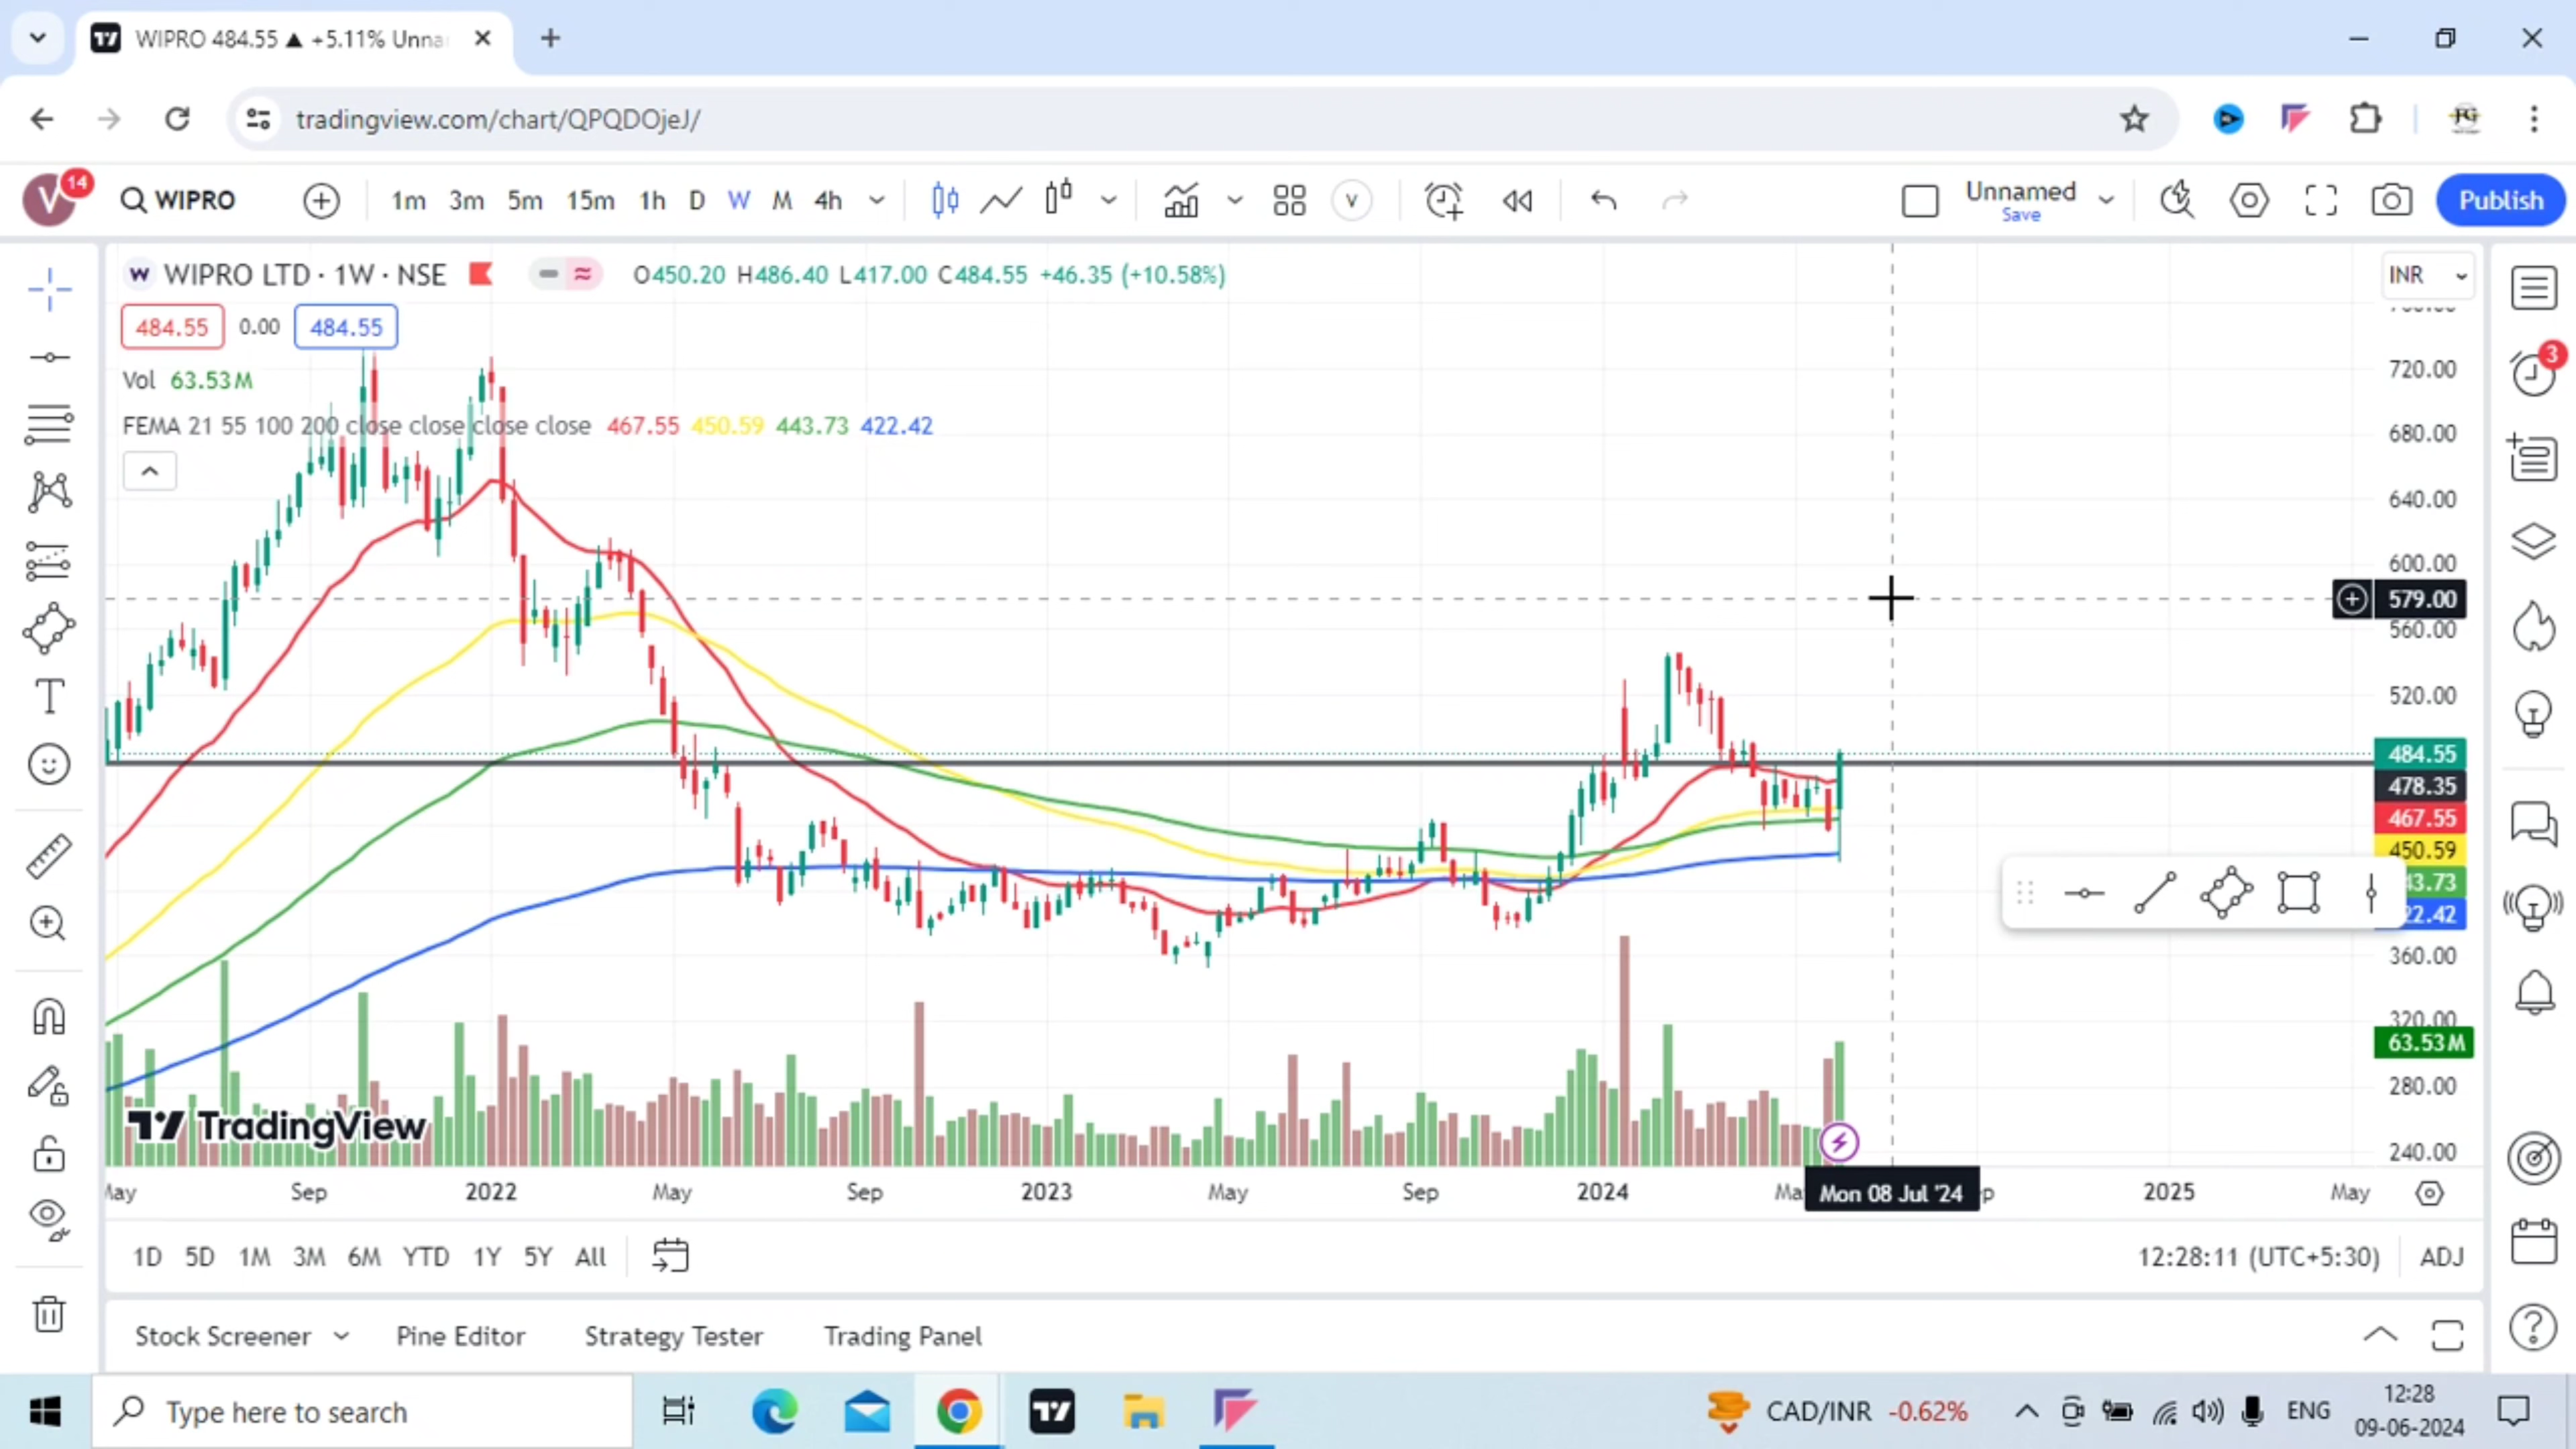 WIPRO 484.55 ▲ +5.11% Unna
tradingview.com/chart/QPQDOjeJ/
V 14 WIPRO 1m 3m 5m 15m 1h D W M 4h V Unnamed Save Publish
W WIPRO LTD · 1W · NSE O450.20 H486.40 L417.00 C484.55 +46.35 (+10.58%) INR
484.55 0.00 484.55
Vol 63.53M
FEMA 21 55 100 200 close close close close 467.55 450.59 443.73 422.42
3
720.00
680.00
640.00
600.00
579.00
560.00
520.00
484.55
478.35
467.55
450.59
43.73
22.42
360.00
320.00
63.53M
280.00
240.00
TradingView
May Sep 2022 May Sep 2023 May Sep 2024 Ma Mon 08 Jul '24 ep 2025 May
1D 5D 1M 3M 6M YTD 1Y 5Y All 12:28:11 (UTC+5:30) ADJ
Stock Screener Pine Editor Strategy Tester Trading Panel
Type here to search CAD/INR -0.62% ENG 12:28
09-06-2024